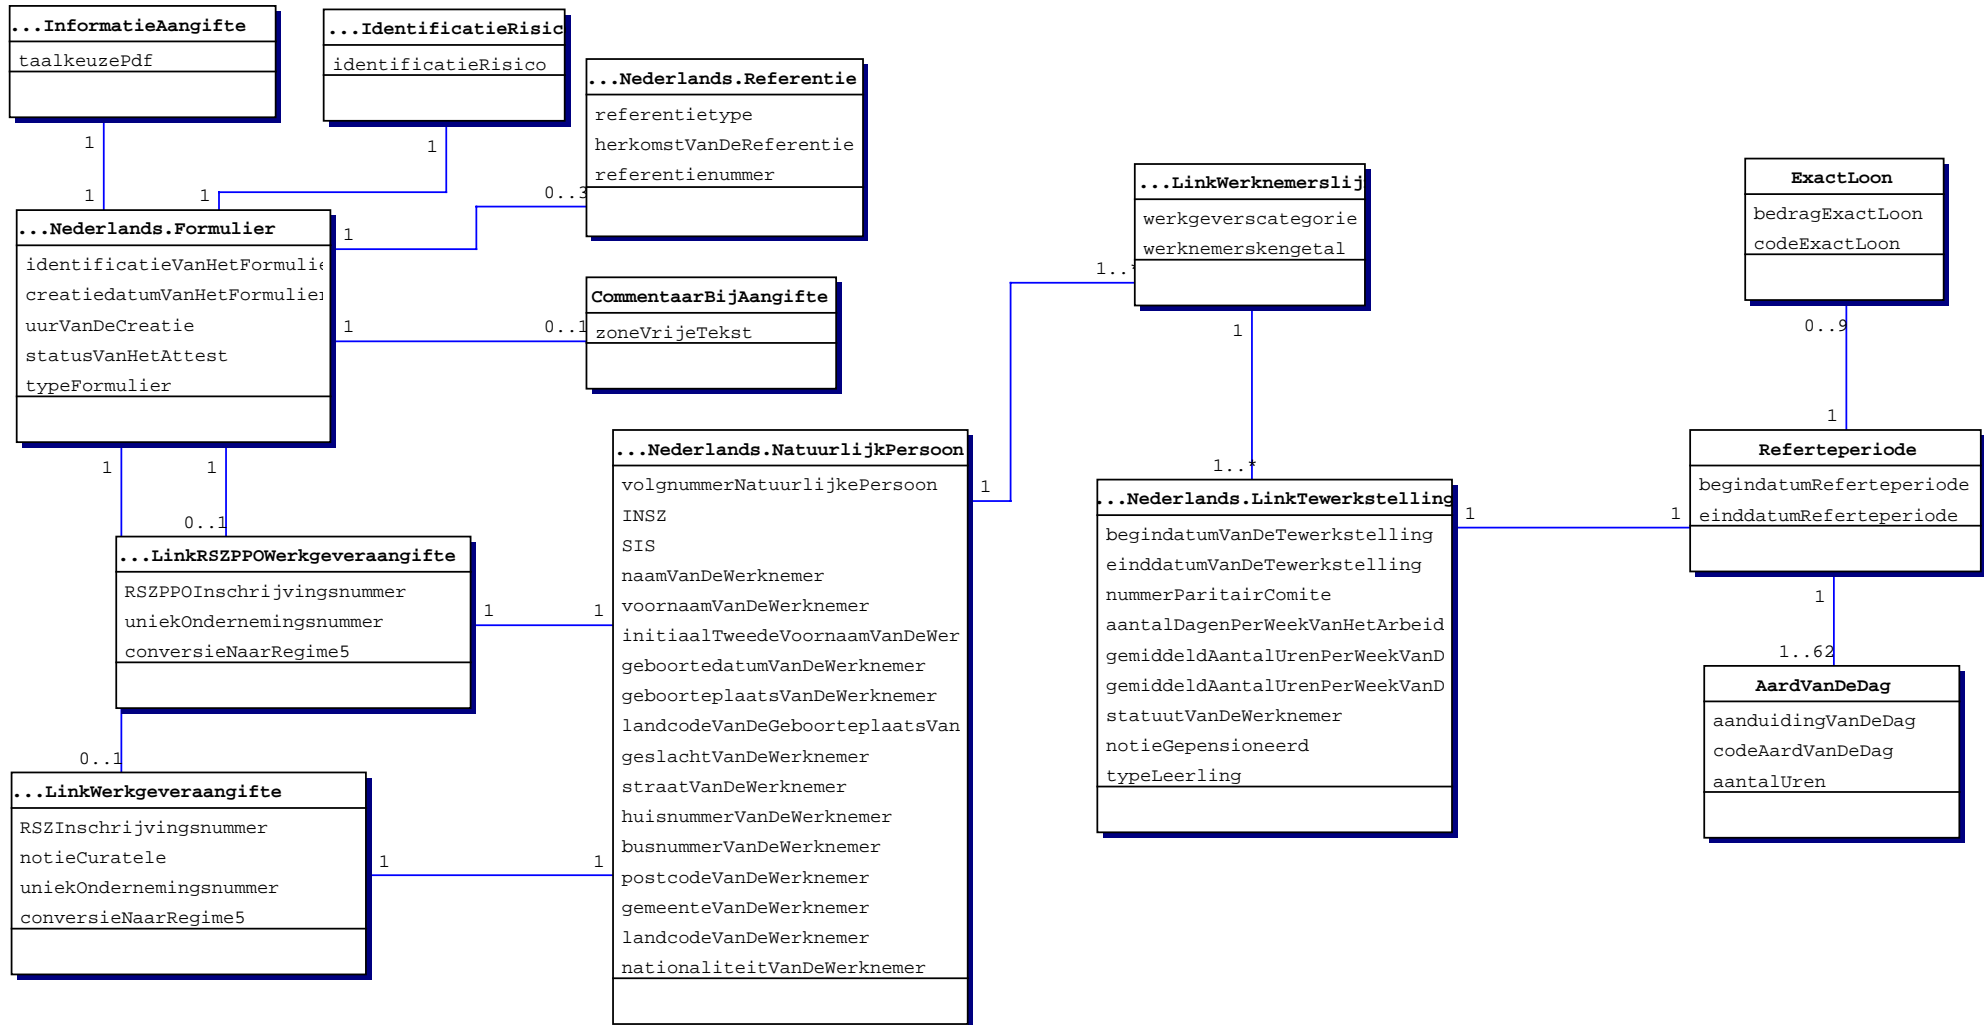 ...InformatieAangifte
taalkeuzePdf
1
1
...IdentificatieRisic
identificatieRisico
1
1
...Nederlands.Referentie
referentietype
herkomstVanDeReferentie
referentienummer
0..3
1
...Nederlands.Formulier
identificatieVanHetFormulie
creatiedatumVanHetFormulier
uurVanDeCreatie
statusVanHetAttest
typeFormulier
1
0..1
CommentaarBijAangifte
zoneVrijeTekst
1
1
0..1
...LinkRSZPPOWerkgeveraangifte
RSZPPOInschrijvingsnummer
uniekOndernemingsnummer
conversieNaarRegime5
1
1
0..1
...LinkWerkgeveraangifte
RSZInschrijvingsnummer
notieCuratele
uniekOndernemingsnummer
conversieNaarRegime5
1
1
...Nederlands.NatuurlijkPersoon
volgnummerNatuurlijkePersoon
INSZ
SIS
naamVanDeWerknemer
voornaamVanDeWerknemer
initiaalTweedeVoornaamVanDeWer
geboortedatumVanDeWerknemer
geboorteplaatsVanDeWerknemer
landcodeVanDeGeboorteplaatsVan
geslachtVanDeWerknemer
straatVanDeWerknemer
huisnummerVanDeWerknemer
busnummerVanDeWerknemer
postcodeVanDeWerknemer
gemeenteVanDeWerknemer
landcodeVanDeWerknemer
nationaliteitVanDeWerknemer
1
1..*
...LinkWerknemerslij
werkgeverscategorie
werknemerskengetal
1
1..*
...Nederlands.LinkTewerkstelling
begindatumVanDeTewerkstelling
einddatumVanDeTewerkstelling
nummerParitairComite
aantalDagenPerWeekVanHetArbeid
gemiddeldAantalUrenPerWeekVanD
gemiddeldAantalUrenPerWeekVanD
statuutVanDeWerknemer
notieGepensioneerd
typeLeerling
1
1
ExactLoon
bedragExactLoon
codeExactLoon
0..9
1
Referteperiode
begindatumReferteperiode
einddatumReferteperiode
1
1..62
AardVanDeDag
aanduidingVanDeDag
codeAardVanDeDag
aantalUren